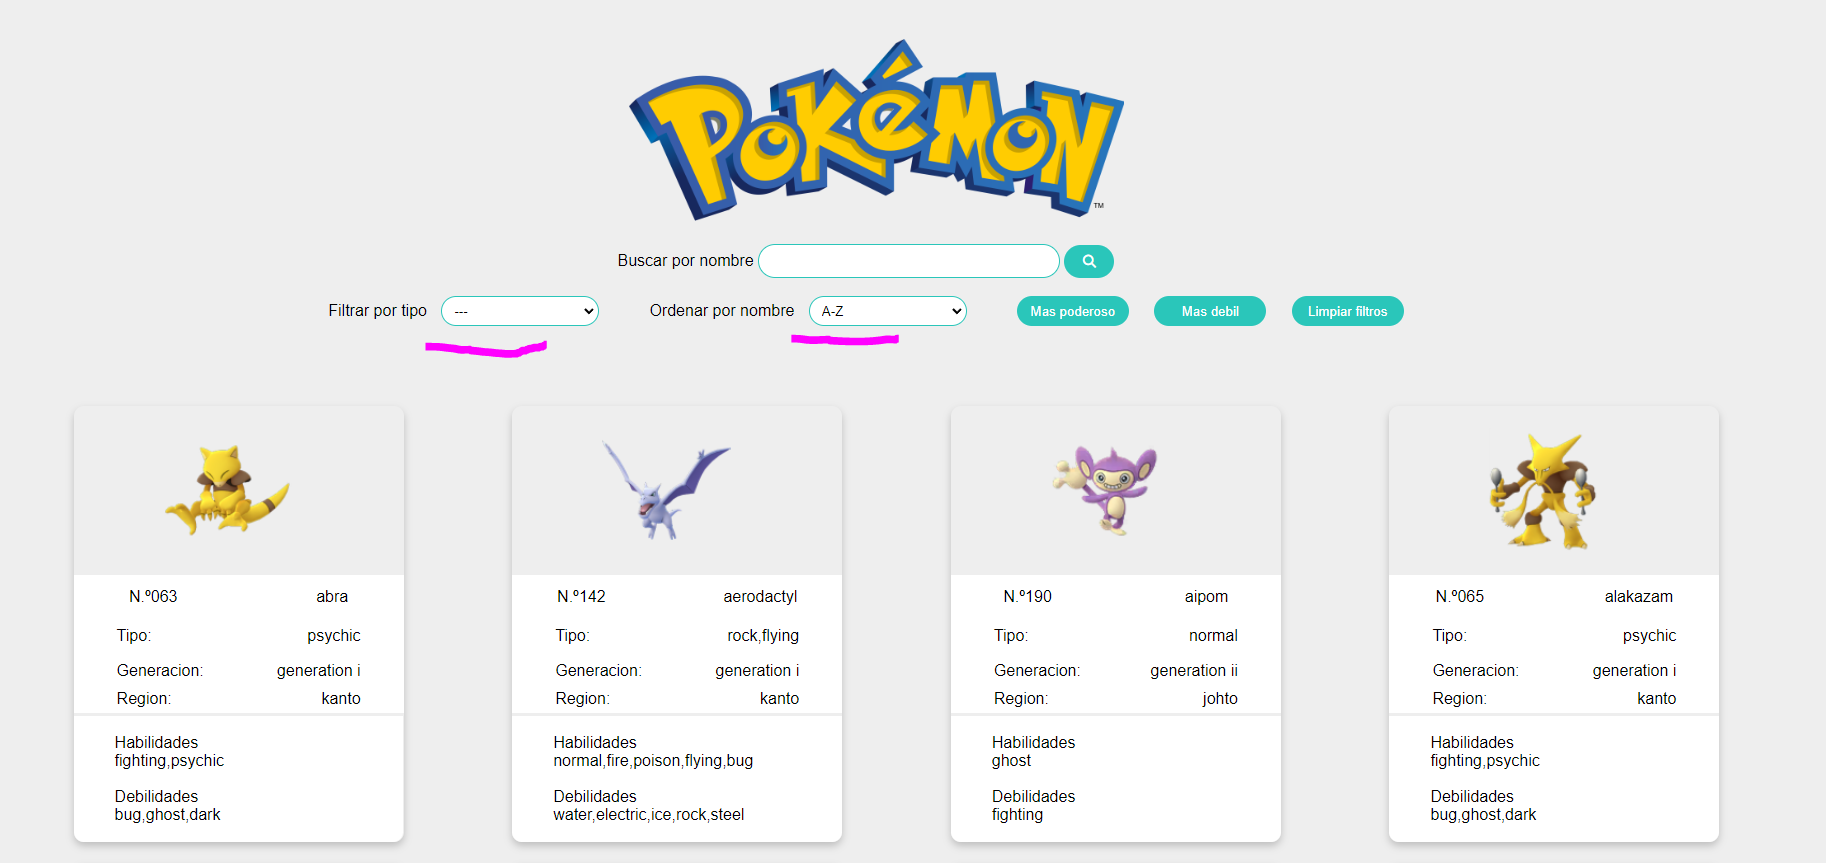 POKéMON
TM
Buscar por nombre
Filtrar por tipo --- Ordenar por nombre A-Z Mas poderoso Mas debil Limpiar filtros
N.º063 abra
Tipo: psychic
Generacion: generation i
Region: kanto
Habilidades
fighting,psychic
Debilidades
bug,ghost,dark
N.º142 aerodactyl
Tipo: rock,flying
Generacion: generation i
Region: kanto
Habilidades
normal,fire,poison,flying,bug
Debilidades
water,electric,ice,rock,steel
N.º190 aipom
Tipo: normal
Generacion: generation ii
Region: johto
Habilidades
ghost
Debilidades
fighting
N.º065 alakazam
Tipo: psychic
Generacion: generation i
Region: kanto
Habilidades
fighting,psychic
Debilidades
bug,ghost,dark